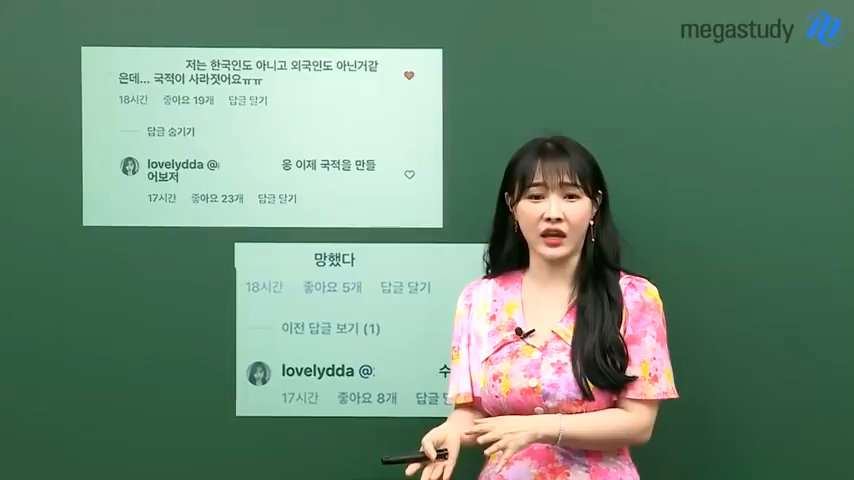 megastudy
저는 한국인도 아니고 외국인도 아닌거같
은데... 국적이 사라짓어요ㅠㅠ
18시간 좋아요 19개 답글 달기
답글 숨기기
lovelydda @ 응 이제 국적을 만들
어보저
17시간 좋아요 23개 답글 달기
망했다
18시간 좋아요 5개 답글 달기
이전 답글 보기 (1)
lovelydda @ 수
17시간 좋아요 8개 답글